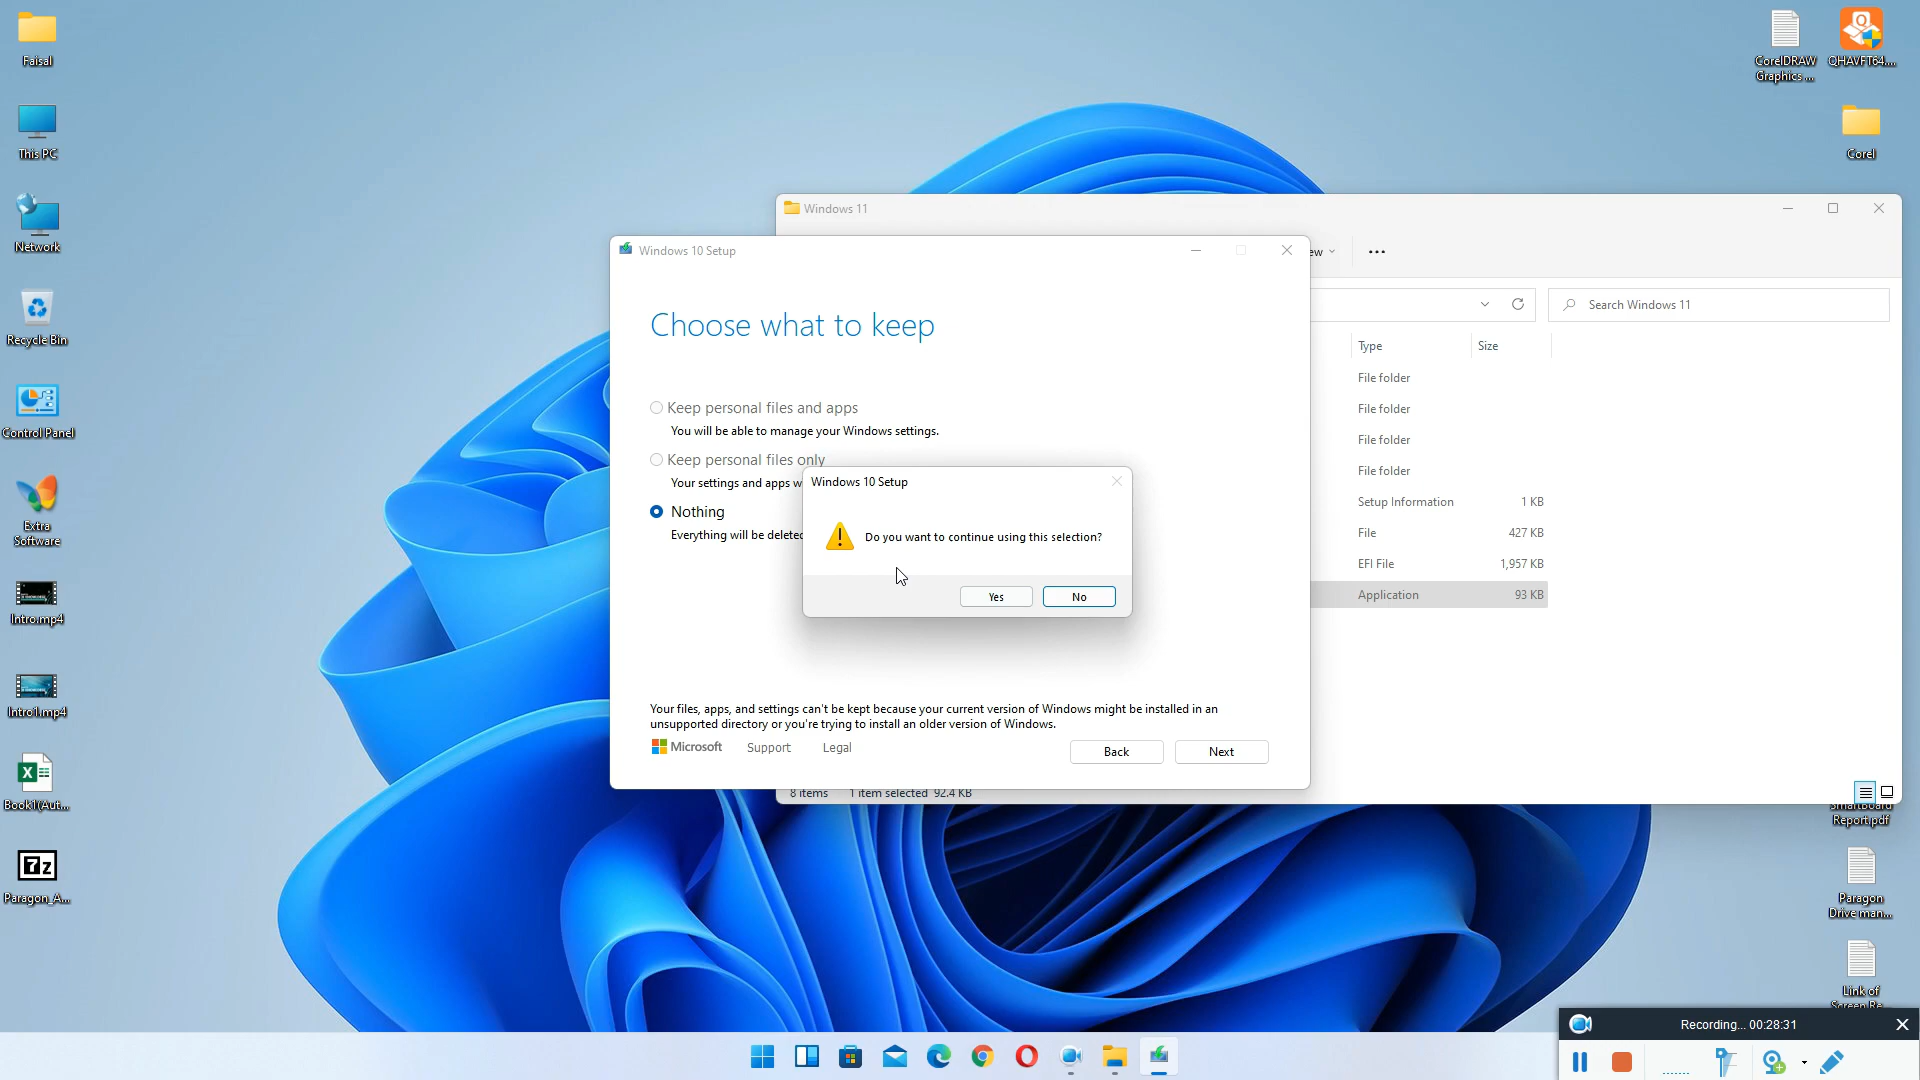 Faisal
This PC
Network
Recycle Bin
Control Panel
Extra
Software
Intro.mp4
Intro1.mp4
Book1(Aut...
7z
Paragon_A...
CorelDRAW
Graphics ...
QHAVFT64....
Corel
Windows 11
ew
Search Windows 11
Type
Size
File folder
File folder
File folder
File folder
Setup Information
1 KB
File
427 KB
EFI File
1,957 KB
Application
93 KB
8 items
1 item selected 92.4 KB
Windows 10 Setup
Choose what to keep
Keep personal files and apps
You will be able to manage your Windows settings.
Keep personal files only
Your settings and apps w
Nothing
Everything will be deleted
Windows 10 Setup
Do you want to continue using this selection?
Yes
No
Your files, apps, and settings can't be kept because your current version of Windows might be installed in an
unsupported directory or you're trying to install an older version of Windows.
Microsoft
Support
Legal
Back
Next
SmartBoard
Report.pdf
Paragon
Drive man...
Link of
Screen Re...
Recording... 00:28:31